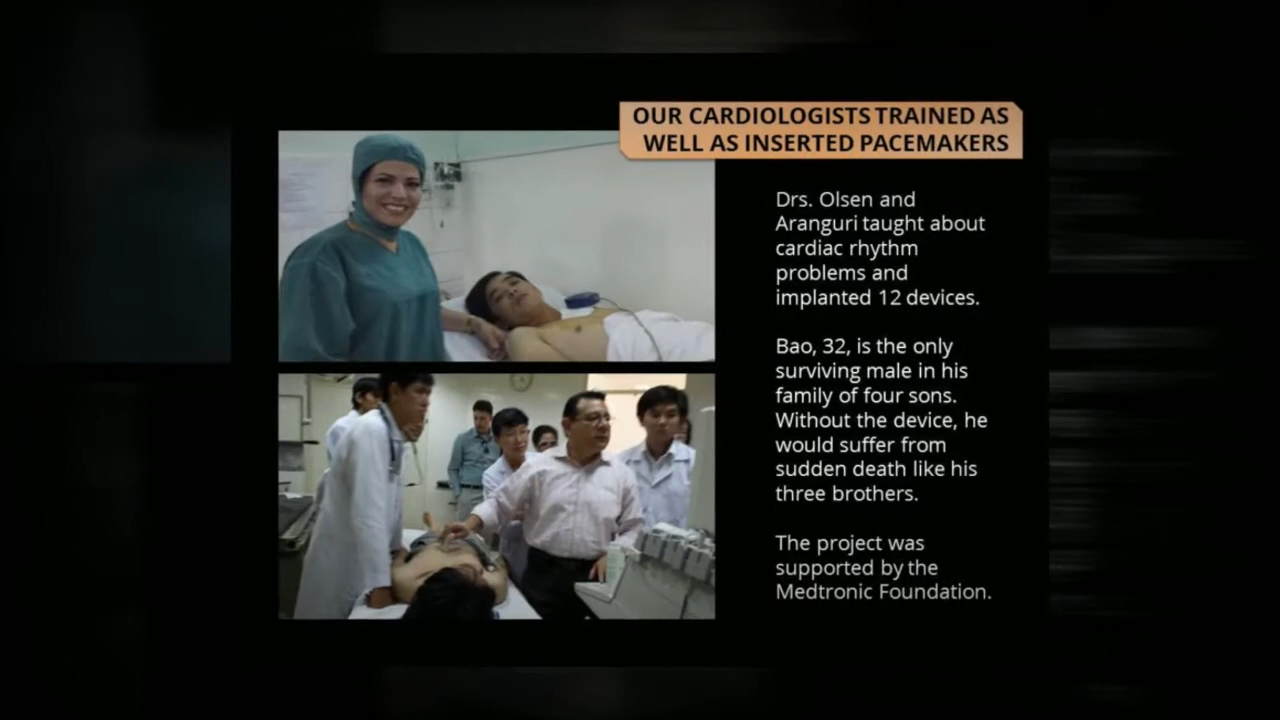 OUR CARDIOLOGISTS TRAINED AS
WELL AS INSERTED PACEMAKERS
Drs. Olsen and
Aranguri taught about
cardiac rhythm
problems and
implanted 12 devices.
Bao, 32, is the only
surviving male in his
family of four sons.
Without the device, he
would suffer from
sudden death like his
three brothers.
The project was
supported by the
Medtronic Foundation.